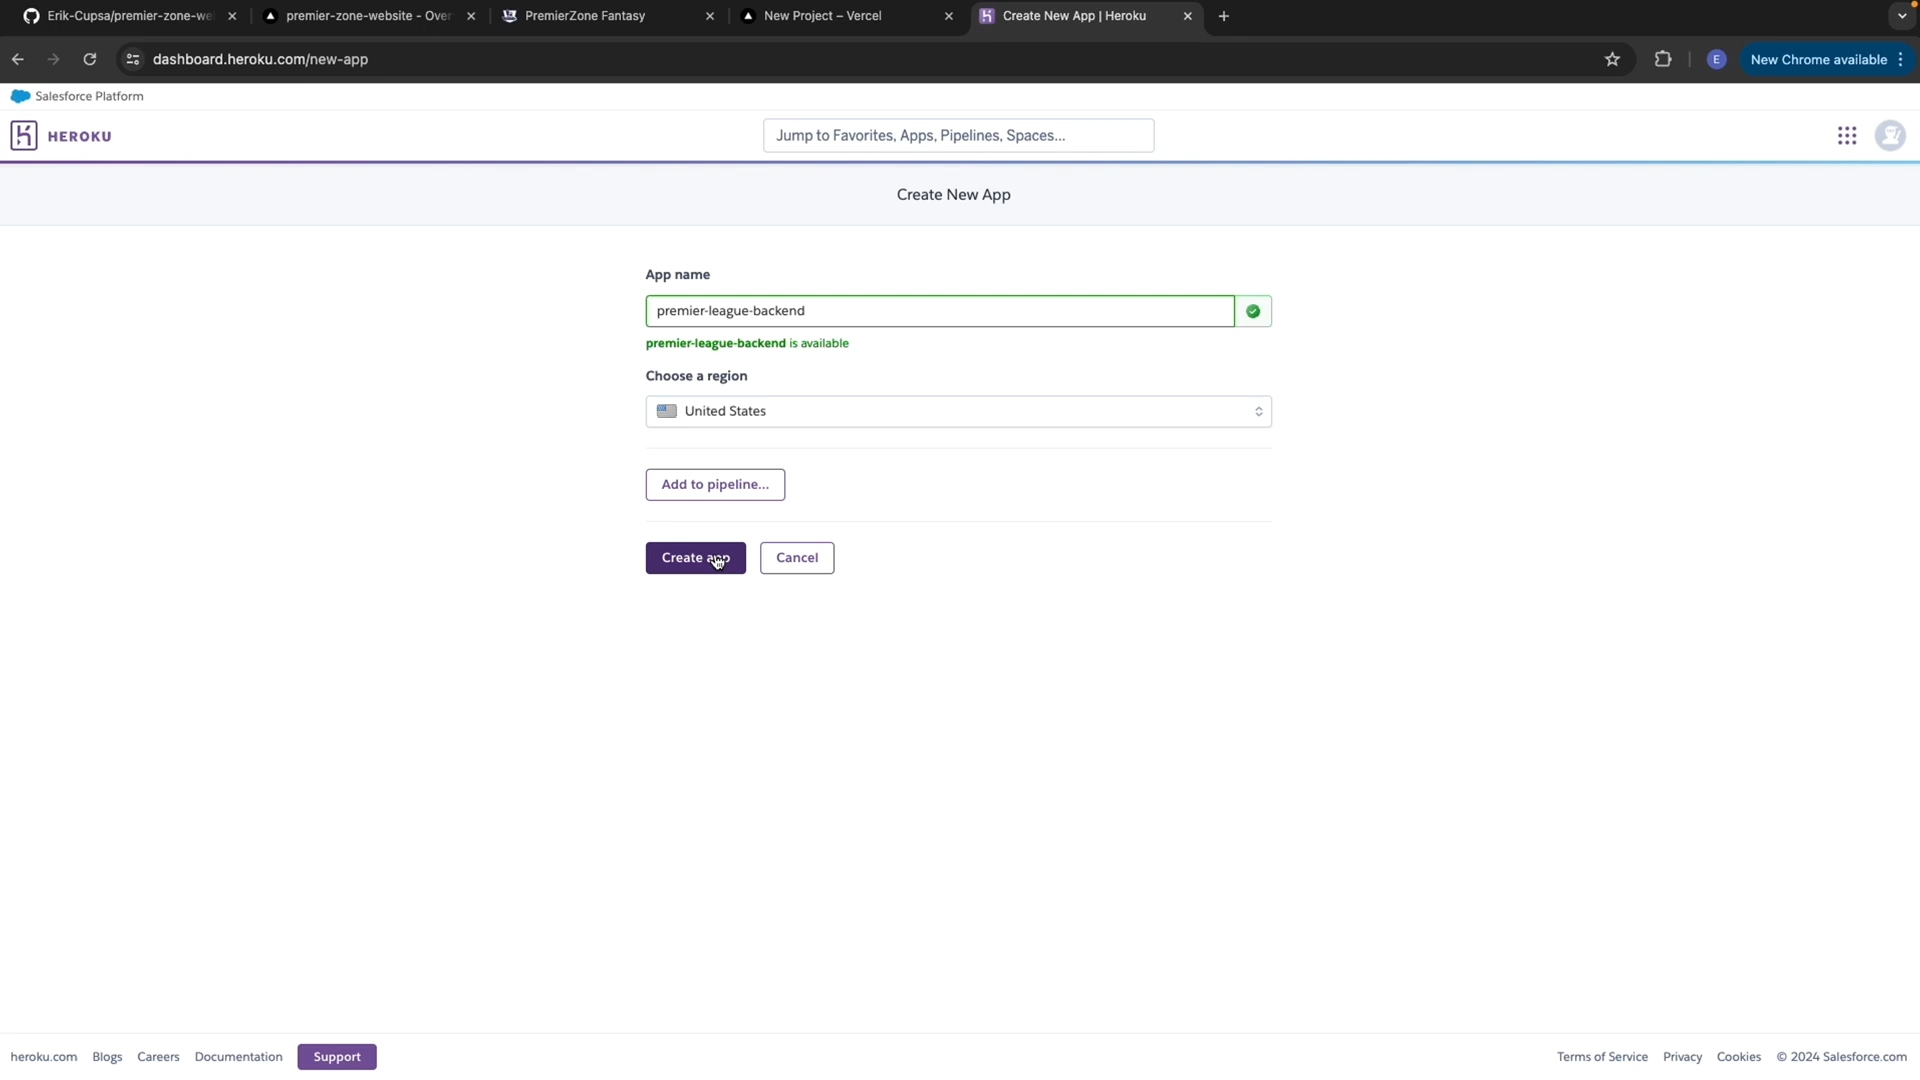 Erik-Cupsa/premier-zone-we
premier-zone-website - Over
PremierZone Fantasy
New Project – Vercel
Create New App | Heroku
dashboard.heroku.com/new-app
E
New Chrome available
Salesforce Platform
HEROKU
Jump to Favorites, Apps, Pipelines, Spaces...
Create New App
App name
premier-league-backend
premier-league-backend is available
Choose a region
United States
Add to pipeline...
Create app
Cancel
heroku.com
Blogs
Careers
Documentation
Support
Terms of Service
Privacy
Cookies
© 2024 Salesforce.com